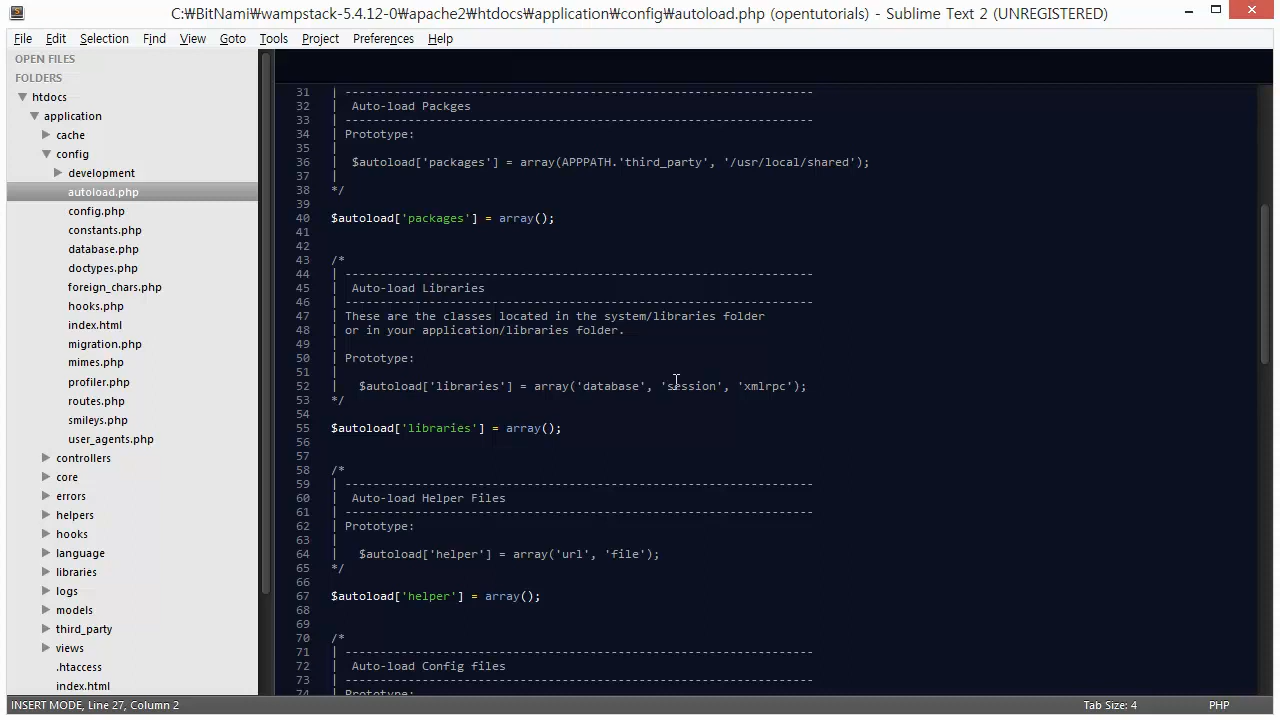 C:₩BitNami₩wampstack-5.4.12-0₩apache2₩htdocs₩application₩config₩autoload.php (opentutorials) - Sublime Text 2 (UNREGISTERED)
File Edit Selection Find View Goto Tools Project Preferences Help
OPEN FILES
FOLDERS
htdocs
application
cache
config
development
autoload.php
config.php
constants.php
database.php
doctypes.php
foreign_chars.php
hooks.php
index.html
migration.php
mimes.php
profiler.php
routes.php
smileys.php
user_agents.php
controllers
core
errors
helpers
hooks
language
libraries
logs
models
third_party
views
.htaccess
index.html
31 | -------------------------------------------------------------------
32 |  Auto-load Packges
33 | -------------------------------------------------------------------
34 | Prototype:
35 |
36 |  $autoload['packages'] = array(APPPATH.'third_party', '/usr/local/shared');
37 |
38 */
39
40 $autoload['packages'] = array();
41
42
43 /*
44 | -------------------------------------------------------------------
45 |  Auto-load Libraries
46 | -------------------------------------------------------------------
47 | These are the classes located in the system/libraries folder
48 | or in your application/libraries folder.
49 |
50 | Prototype:
51 |
52 |   $autoload['libraries'] = array('database', 'session', 'xmlrpc');
53 */
54
55 $autoload['libraries'] = array();
56
57
58 /*
59 | -------------------------------------------------------------------
60 |  Auto-load Helper Files
61 | -------------------------------------------------------------------
62 | Prototype:
63 |
64 |   $autoload['helper'] = array('url', 'file');
65 */
66
67 $autoload['helper'] = array();
68
69
70 /*
71 | -------------------------------------------------------------------
72 |  Auto-load Config files
73 | -------------------------------------------------------------------
74 | Prototype:
INSERT MODE, Line 27, Column 2 Tab Size: 4 PHP